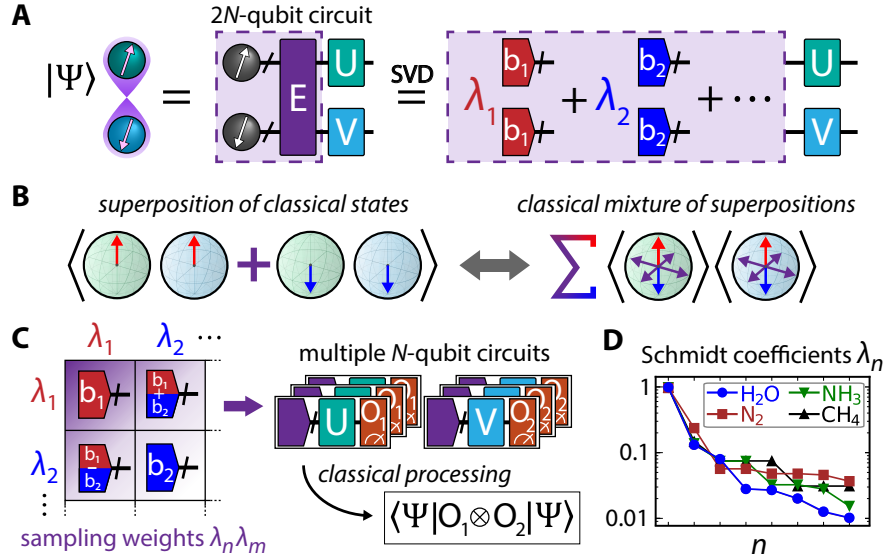 A
2N-qubit circuit
|Ψ⟩ = E U V = SVD λ₁ b₁ b₁ + λ₂ b₂ b₂ + ··· U V
B
superposition of classical states
classical mixture of superpositions
⟨ + ⟩ Σ ⟨ ⟩ ⟨ ⟩
C
λ₁ λ₂ ···
λ₁ b₁ b₁ + b₂
λ₂ b₁ − b₂ b₂
⋮
sampling weights λₙλₘ
multiple N-qubit circuits
U O₁ V O₂
classical processing
⟨Ψ|O₁⊗O₂|Ψ⟩
D
Schmidt coefficients λₙ
1
0.10
0.01
H₂O NH₃
N₂ CH₄
n